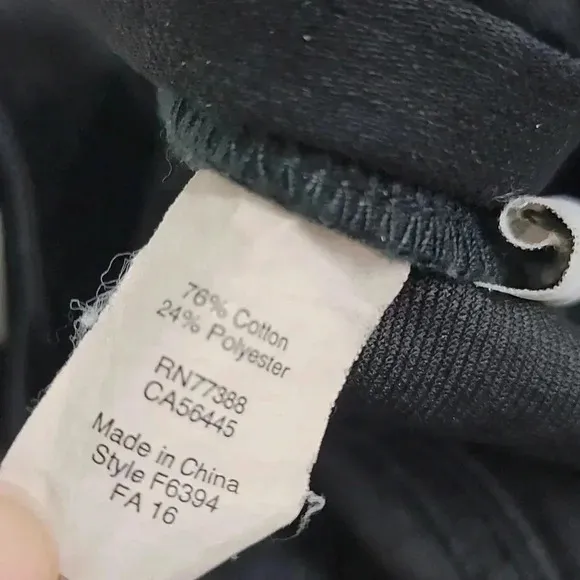 76% Cotton
24% Polyester
RN77388
CA56445
Made in China
Style F6394
FA 16